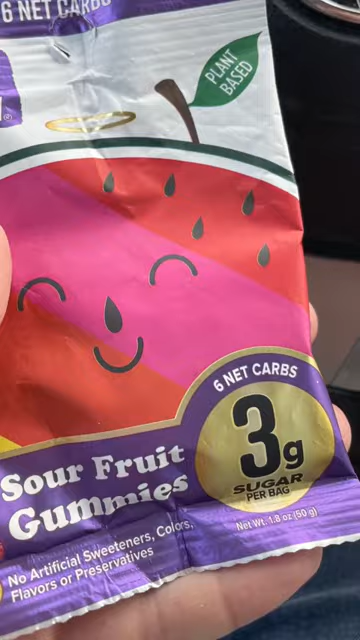 6 NET CARBS
PLANT
BASED
6 NET CARBS
3g
SUGAR
PER BAG
Sour Fruit
Gummies
No Artificial Sweeteners, Colors,
Flavors or Preservatives
Net Wt. 1.8 oz (50 g)